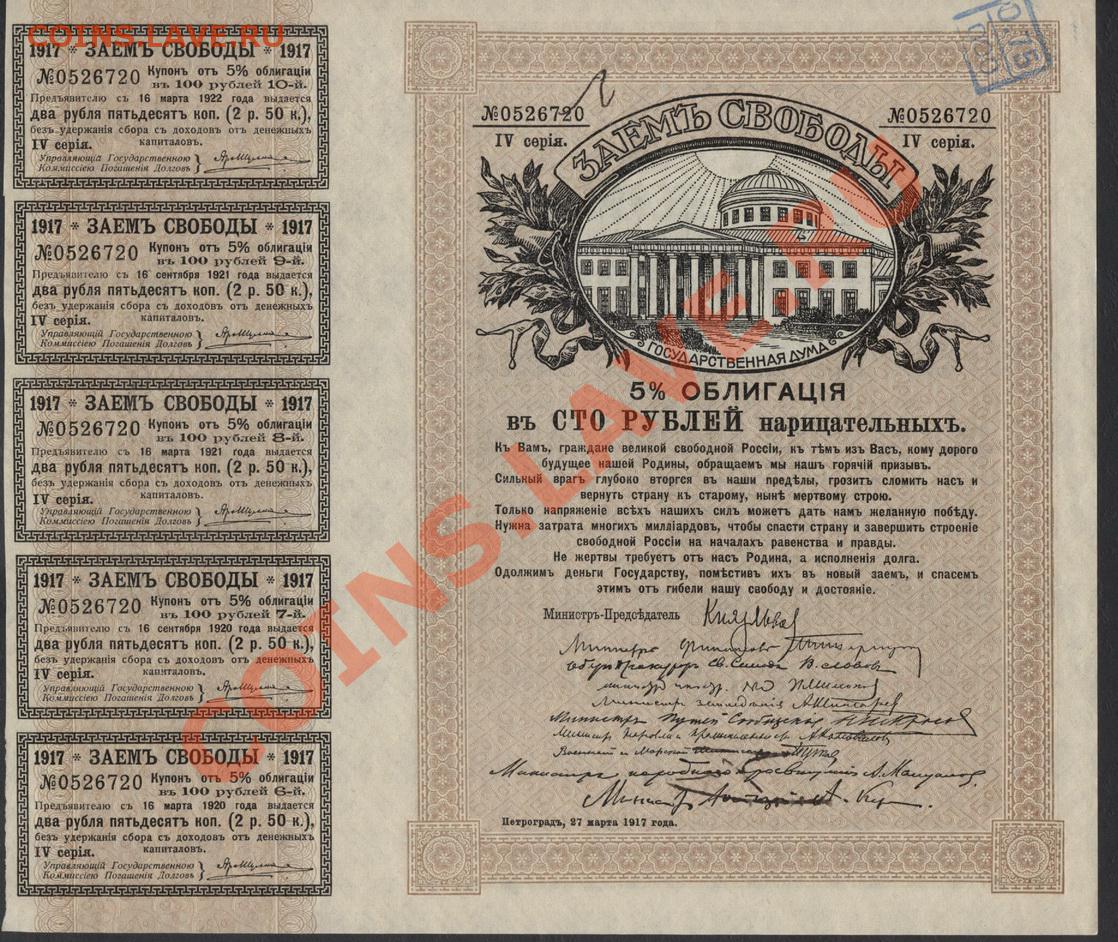 COINS.LAVE.RU
1917 * ЗАЕМЪ СВОБОДЫ * 1917
№0526720 Купонъ отъ 5% облигаціи
въ 100 рублей 10-й.
Предъявителю съ 16 марта 1922 года выдается
два рубля пятьдесятъ коп. (2 р. 50 к.),
безъ удержанія сбора съ доходовъ отъ денежныхъ
капиталовъ.
IV серія.
Управляющій Государственною
Коммиссіею Погашенія Долговъ
1917 * ЗАЕМЪ СВОБОДЫ * 1917
№0526720 Купонъ отъ 5% облигаціи
въ 100 рублей 9-й.
Предъявителю съ 16 сентября 1921 года выдается
два рубля пятьдесятъ коп. (2 р. 50 к.),
безъ удержанія сбора съ доходовъ отъ денежныхъ
капиталовъ.
IV серія.
Управляющій Государственною
Коммиссіею Погашенія Долговъ
1917 * ЗАЕМЪ СВОБОДЫ * 1917
№0526720 Купонъ отъ 5% облигаціи
въ 100 рублей 8-й.
Предъявителю съ 16 марта 1921 года выдается
два рубля пятьдесятъ коп. (2 р. 50 к.),
безъ удержанія сбора съ доходовъ отъ денежныхъ
капиталовъ.
IV серія.
Управляющій Государственною
Коммиссіею Погашенія Долговъ
1917 * ЗАЕМЪ СВОБОДЫ * 1917
№0526720 Купонъ отъ 5% облигаціи
въ 100 рублей 7-й.
Предъявителю съ 16 сентября 1920 года выдается
два рубля пятьдесятъ коп. (2 р. 50 к.),
безъ удержанія сбора съ доходовъ отъ денежныхъ
капиталовъ.
IV серія.
Управляющій Государственною
Коммиссіею Погашенія Долговъ
1917 * ЗАЕМЪ СВОБОДЫ * 1917
№0526720 Купонъ отъ 5% облигаціи
въ 100 рублей 6-й.
Предъявителю съ 16 марта 1920 года выдается
два рубля пятьдесятъ коп. (2 р. 50 к.),
безъ удержанія сбора съ доходовъ отъ денежныхъ
капиталовъ.
IV серія.
Управляющій Государственною
Коммиссіею Погашенія Долговъ
75
№0526720 №0526720
IV серія. IV серія.
ЗАЕМЪ СВОБОДЫ
ГОСУДАРСТВЕННАЯ ДУМА
5% ОБЛИГАЦІЯ
въ СТО РУБЛЕЙ нарицательныхъ.
Къ Вамъ, граждане великой свободной Россіи, къ тѣмъ изъ Васъ, кому дорого
будущее нашей Родины, обращаемъ мы нашъ горячій призывъ.
Сильный врагъ глубоко вторгся въ наши предѣлы, грозитъ сломить насъ и
вернуть страну къ старому, нынѣ мертвому строю.
Только напряженіе всѣхъ нашихъ силъ можетъ дать намъ желанную побѣду.
Нужна затрата многихъ милліардовъ, чтобы спасти страну и завершить строеніе
свободной Россіи на началахъ равенства и правды.
Не жертвы требуетъ отъ насъ Родина, а исполненія долга.
Одолжимъ деньги Государству, помѣстивъ ихъ въ новый заемъ, и спасемъ
этимъ отъ гибели нашу свободу и достояніе.
Министръ-Предсѣдатель Князь Львов
Министръ Финансовъ
Министръ Земледѣлія А Шингарев
Министръ Путей Сообщенія Н Некрасов
Министръ народнаго просвѣщенія А. Мануилов.
Петроградъ, 27 марта 1917 года.
COINS.LAVE.RU